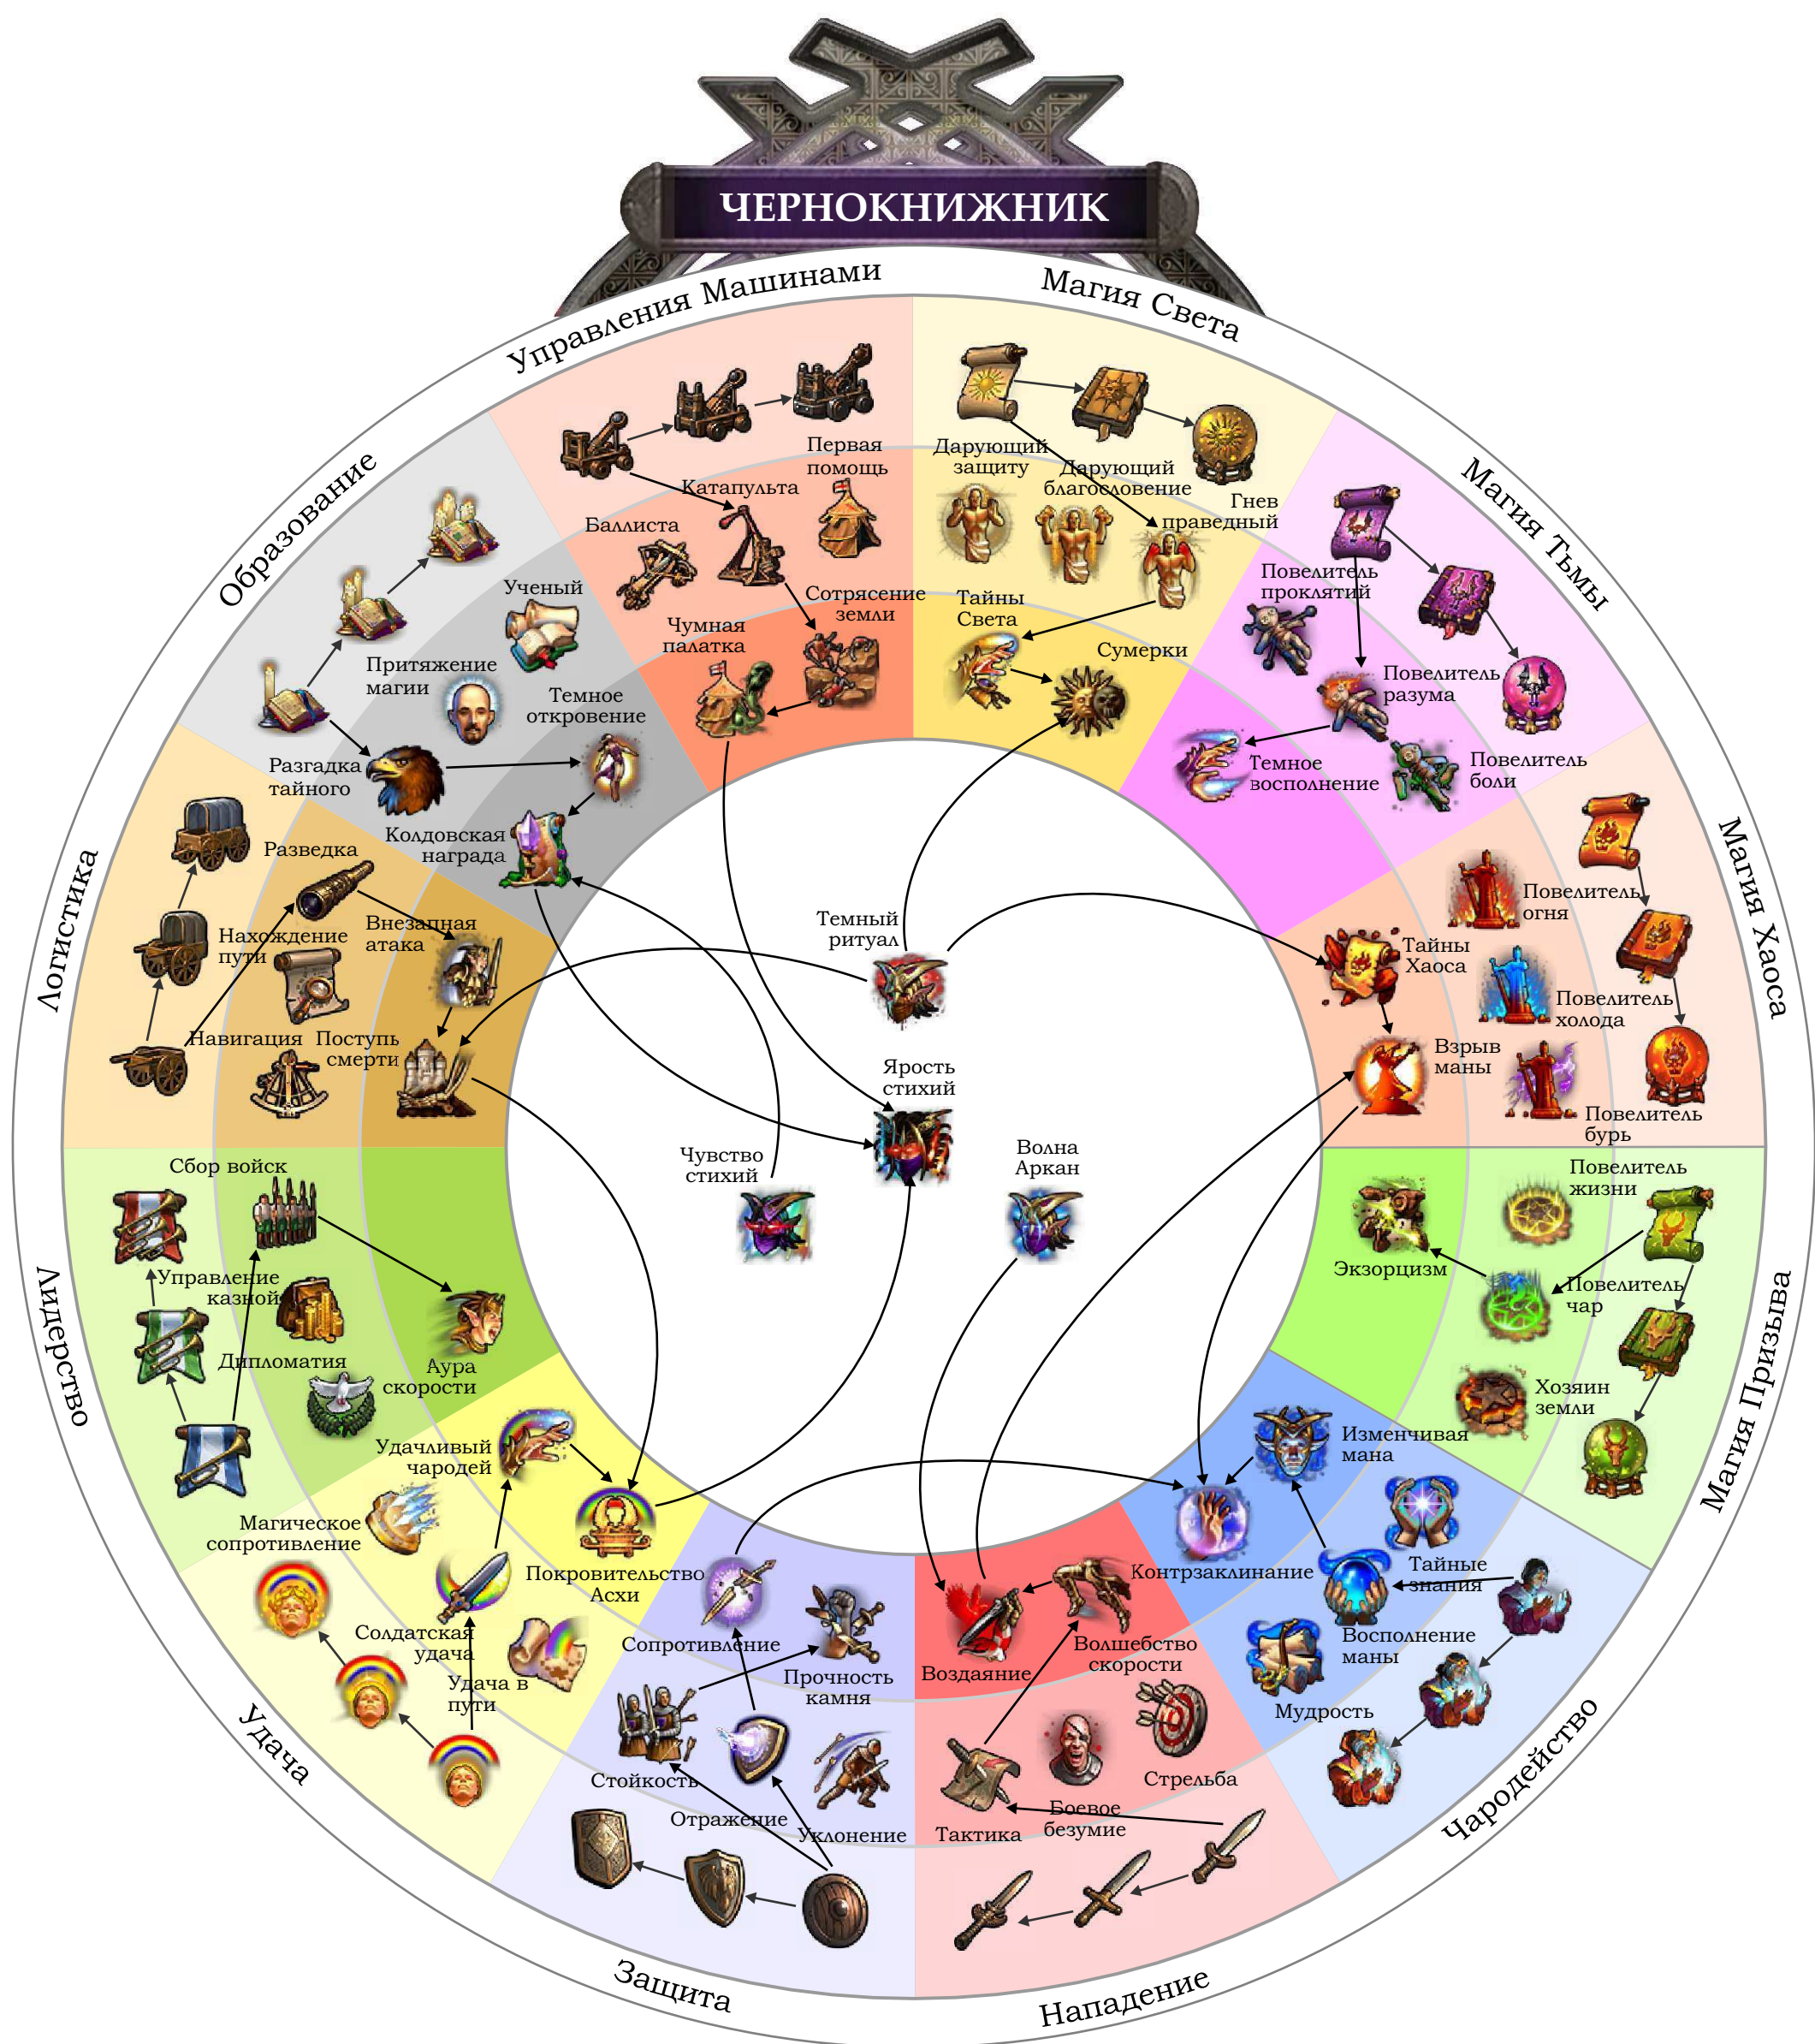 ЧЕРНОКНИЖНИК
Управления Машинами
Магия Света
Магия Тьмы
Магия Хаоса
Магия Призыва
Чародейство
Нападение
Защита
Удача
Лидерство
Логистика
Образование
Первая
помощь
Катапульта
Баллиста
Сотрясение
земли
Чумная
палатка
Дарующий
защиту
Дарующий
благословение
Гнев
праведный
Тайны
Света
Сумерки
Повелитель
проклятий
Повелитель
разума
Повелитель
боли
Темное
восполнение
Повелитель
огня
Тайны
Хаоса
Повелитель
холода
Взрыв
маны
Повелитель
бурь
Повелитель
жизни
Экзорцизм
Повелитель
чар
Хозяин
земли
Изменчивая
мана
Контрзаклинание
Тайные
знания
Восполнение
маны
Мудрость
Волшебство
скорости
Воздаяние
Стрельба
Боевое
безумие
Тактика
Сопротивление
Прочность
камня
Стойкость
Отражение
Уклонение
Удачливый
чародей
Магическое
сопротивление
Покровительство
Асхи
Солдатская
удача
Удача в
пути
Сбор войск
Управление
казной
Дипломатия
Аура
скорости
Разведка
Внезапная
атака
Нахождение
пути
Навигация
Поступь
смерти
Ученый
Притяжение
магии
Темное
откровение
Разгадка
тайного
Колдовская
награда
Темный
ритуал
Ярость
стихий
Чувство
стихий
Волна
Аркан